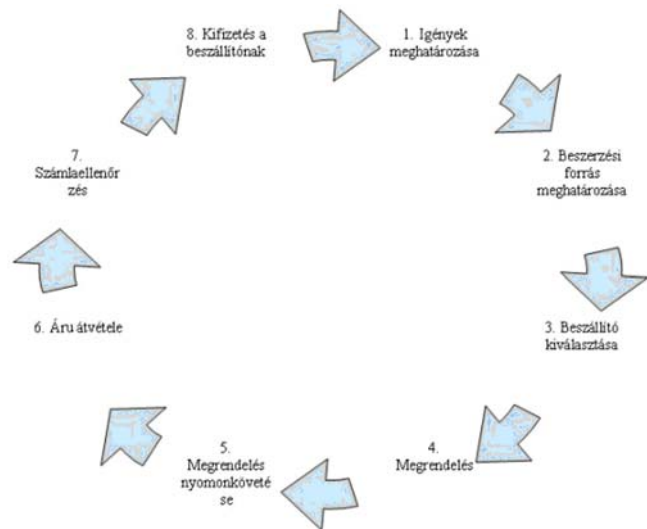 1. Igények
meghatározása
2. Beszerzési
forrás
meghatározása
3. Beszállító
kiválasztása
4.
Megrendelés
5.
Megrendelés
nyomonköveté
se
6. Áru átvétele
7.
Számlaellenőr
zés
8. Kifizetés a
beszállítónak